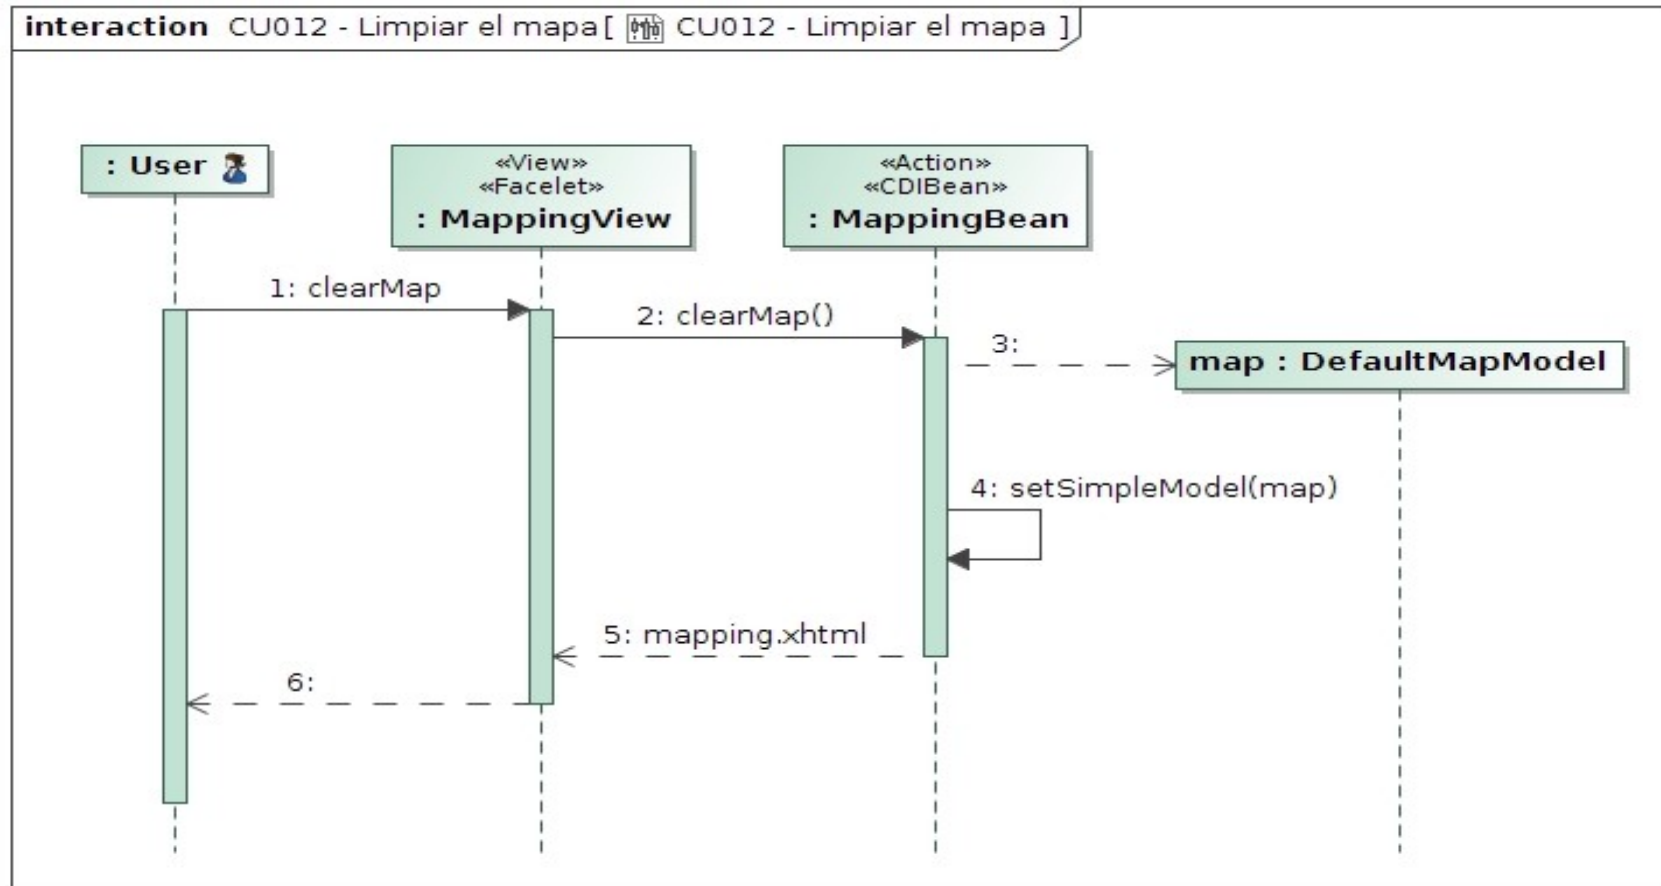 interaction CU012 - Limpiar el mapa[ CU012 - Limpiar el mapa ]
: User
«View»
«Facelet»
: MappingView
«Action»
«CDIBean»
: MappingBean
1: clearMap
2: clearMap()
3:
map : DefaultMapModel
4: setSimpleModel(map)
5: mapping.xhtml
6: